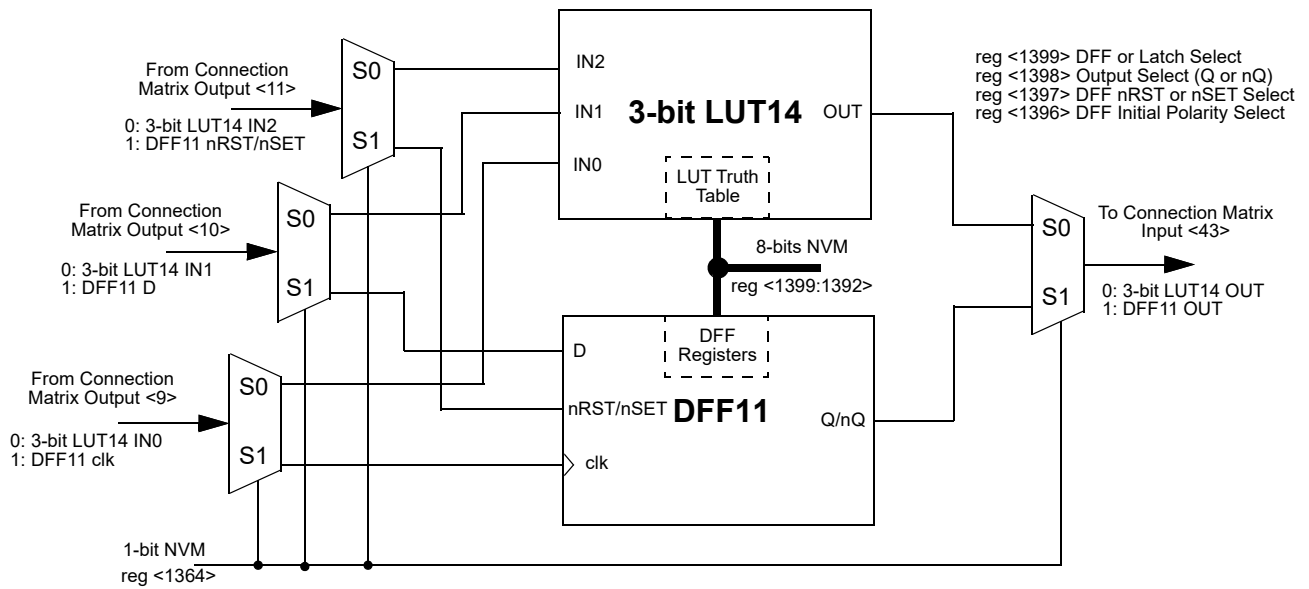 From Connection
Matrix Output <11>
0: 3-bit LUT14 IN2
1: DFF11 nRST/nSET
S0
S1
From Connection
Matrix Output <10>
0: 3-bit LUT14 IN1
1: DFF11 D
S0
S1
From Connection
Matrix Output <9>
0: 3-bit LUT14 IN0
1: DFF11 clk
S0
S1
1-bit NVM
reg <1364>
IN2
IN1
IN0
3-bit LUT14
OUT
LUT Truth
Table
8-bits NVM
reg <1399:1392>
DFF
Registers
D
nRST/nSET
DFF11
Q/nQ
clk
reg <1399> DFF or Latch Select
reg <1398> Output Select (Q or nQ)
reg <1397> DFF nRST or nSET Select
reg <1396> DFF Initial Polarity Select
S0
S1
To Connection Matrix
Input <43>
0: 3-bit LUT14 OUT
1: DFF11 OUT